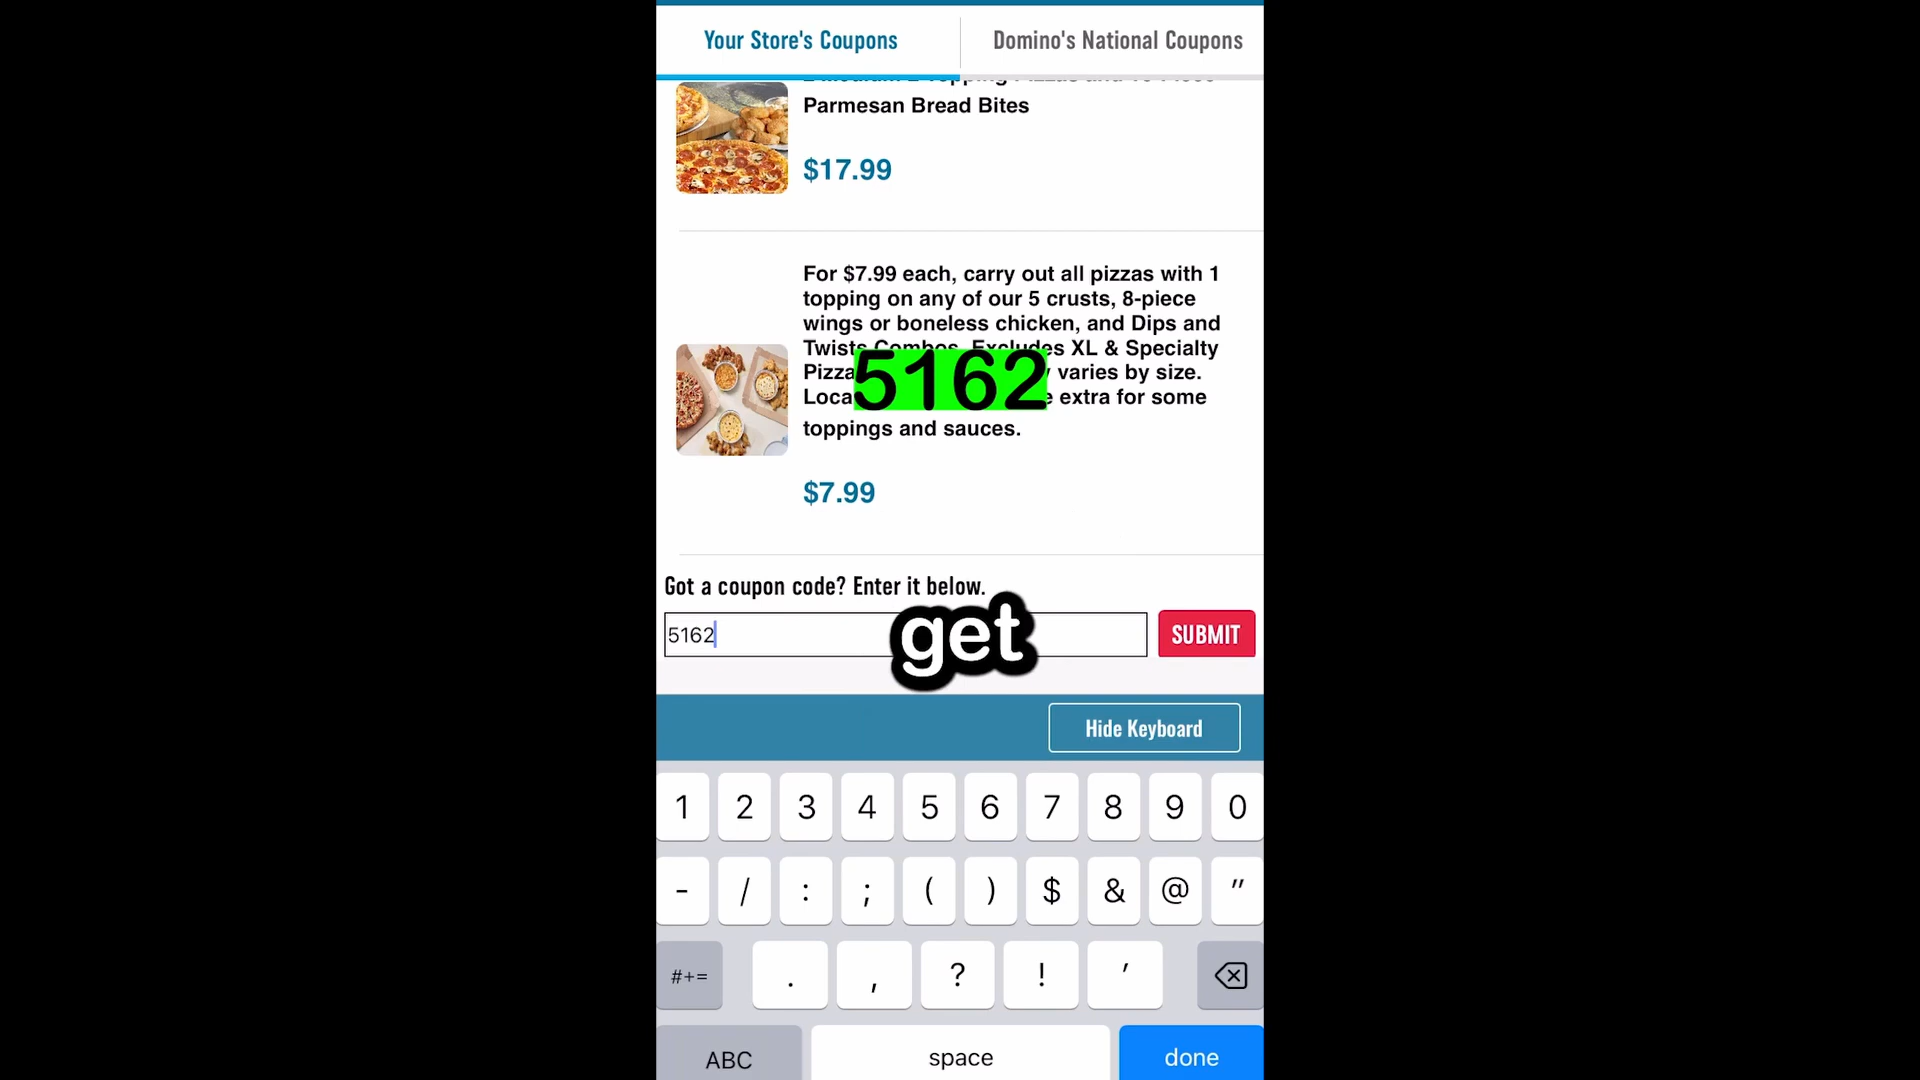 Your Store's Coupons
Domino's National Coupons
Parmesan Bread Bites
$17.99
For $7.99 each, carry out all pizzas with 1
topping on any of our 5 crusts, 8-piece
wings or boneless chicken, and Dips and
Twists Combos. Excludes XL & Specialty
varies by size.
extra for some
toppings and sauces.
5162
$7.99
Got a coupon code? Enter it below.
5162
get
SUBMIT
Hide Keyboard
1 2 3 4 5 6 7 8 9 0
- / : ; ( ) $ & @ "
#+= . , ? ! '
ABC space done